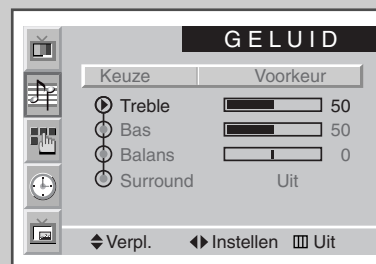 GELUID
Keuze Voorkeur
Treble 50
Bas 50
Balans 0
Surround Uit
Verpl. Instellen Uit